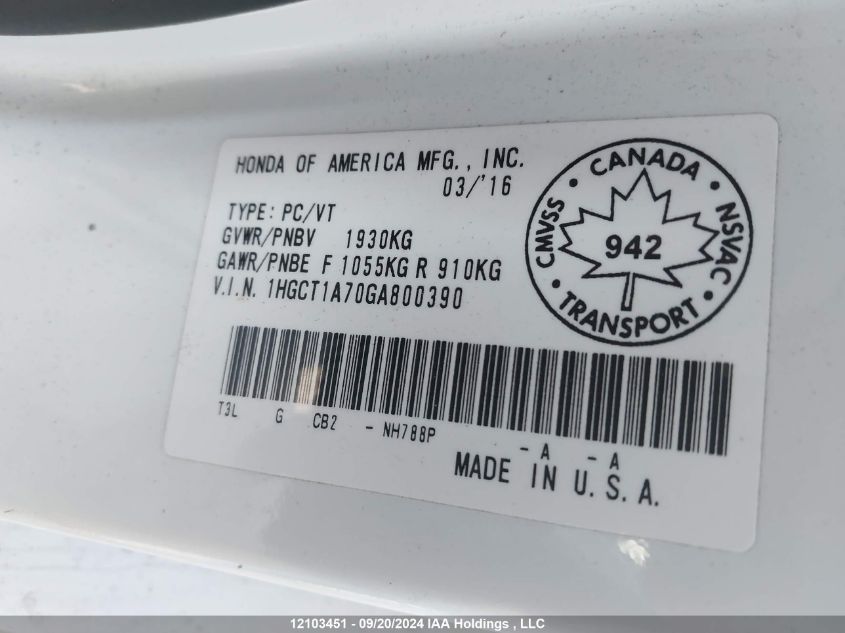 HONDA OF AMERICA MFG., INC.
03/'16
TYPE: PC/VT
GVWR/PNBV 1930KG
GAWR/PNBE F 1055KG R 910KG
V.I.N. 1HGCT1A70GA800390
CANADA
CMVSS
942
NSVAC
TRANSPORT
T3L G CB2 - NH788P - A - A
MADE IN U.S.A.
12103451 - 09/20/2024 IAA Holdings , LLC